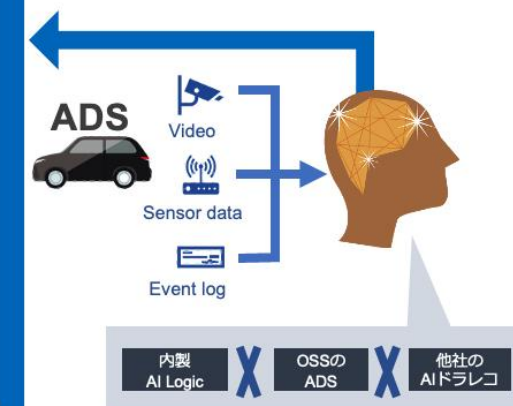 ADS
Video
Sensor data
Event log
内製
AI Logic
OSSの
ADS
他社の
AIドラレコ